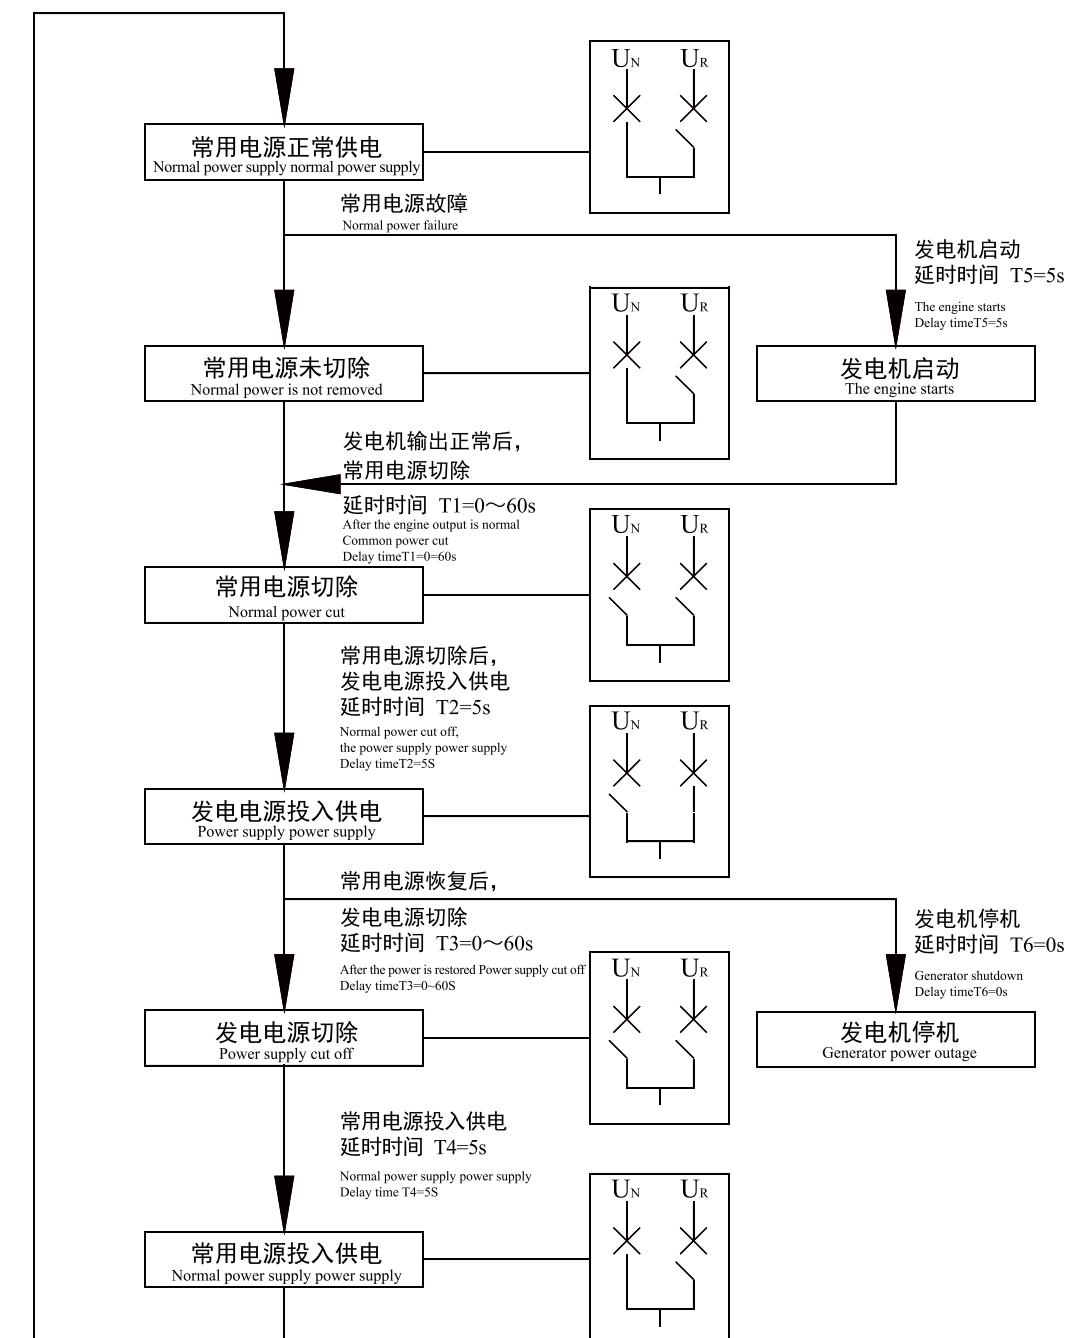 UN UR
常用电源正常供电
Normal power supply normal power supply
常用电源故障
Normal power failure
发电机启动
延时时间 T5=5s
The engine starts
Delay timeT5=5s
UN UR
常用电源未切除
Normal power is not removed
发电机启动
The engine starts
发电机输出正常后，
常用电源切除
延时时间 T1=0～60s
After the engine output is normal
Common power cut
Delay timeT1=0=60s
UN UR
常用电源切除
Normal power cut
常用电源切除后，
发电电源投入供电
延时时间 T2=5s
Normal power cut off,
the power supply power supply
Delay timeT2=5S
UN UR
发电电源投入供电
Power supply power supply
常用电源恢复后，
发电电源切除
延时时间 T3=0～60s
After the power is restored Power supply cut off
Delay timeT3=0~60S
发电机停机
延时时间 T6=0s
Generator shutdown
Delay timeT6=0s
UN UR
发电电源切除
Power supply cut off
发电机停机
Generator power outage
常用电源投入供电
延时时间 T4=5s
Normal power supply power supply
Delay time T4=5S
UN UR
常用电源投入供电
Normal power supply power supply